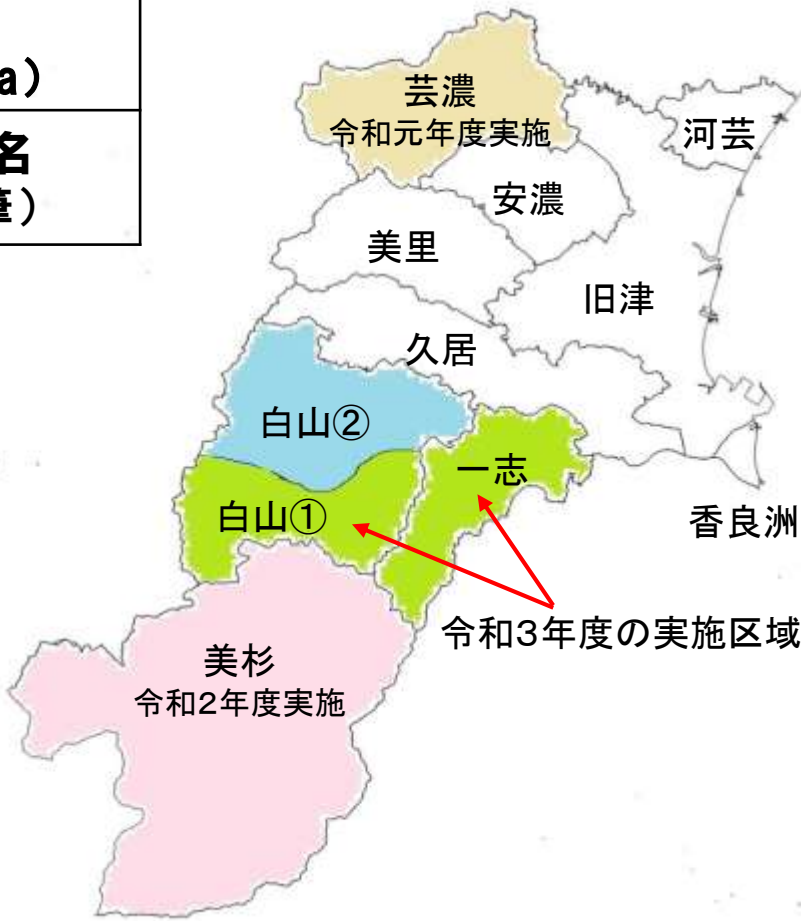 a)
名
筆)
芸濃
令和元年度実施
河芸
安濃
美里
旧津
久居
白山②
一志
白山①
香良洲
令和3年度の実施区域
美杉
令和2年度実施